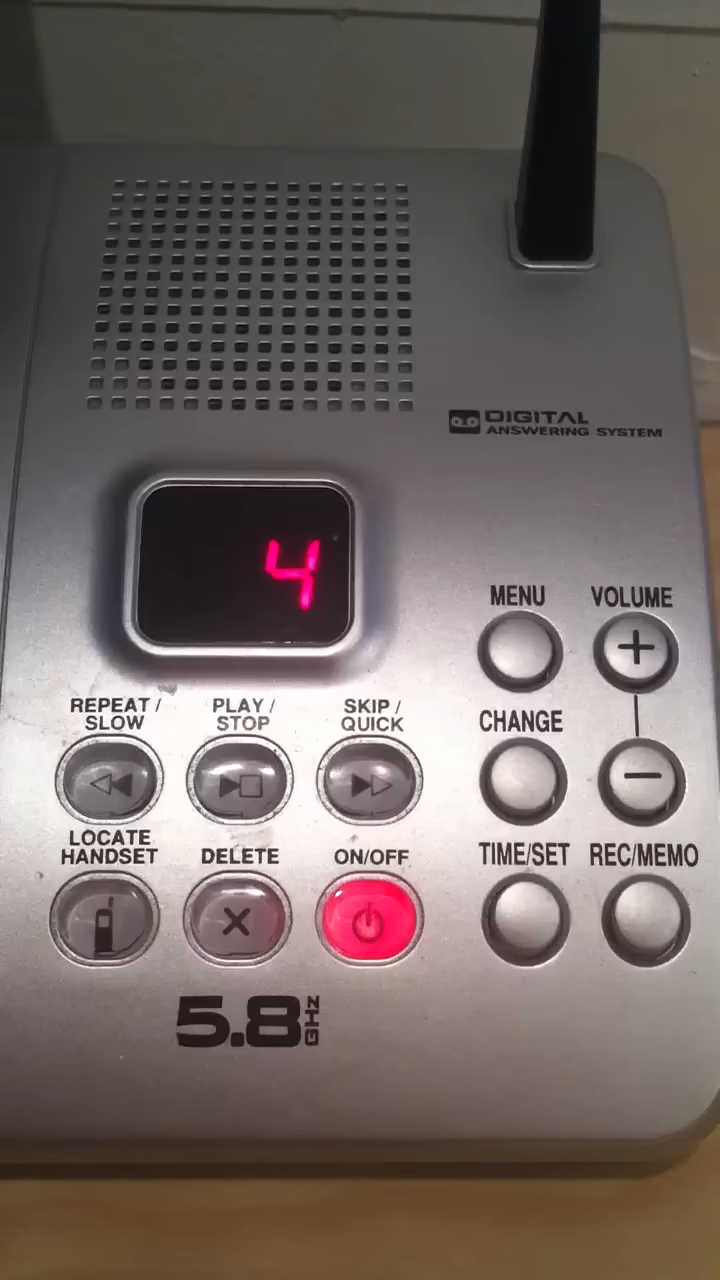 DIGITAL
ANSWERING SYSTEM
4
MENU VOLUME
+
REPEAT / SLOW
PLAY / STOP
SKIP / QUICK
CHANGE
−
LOCATE HANDSET
DELETE
ON/OFF
TIME/SET REC/MEMO
5.8 GHz